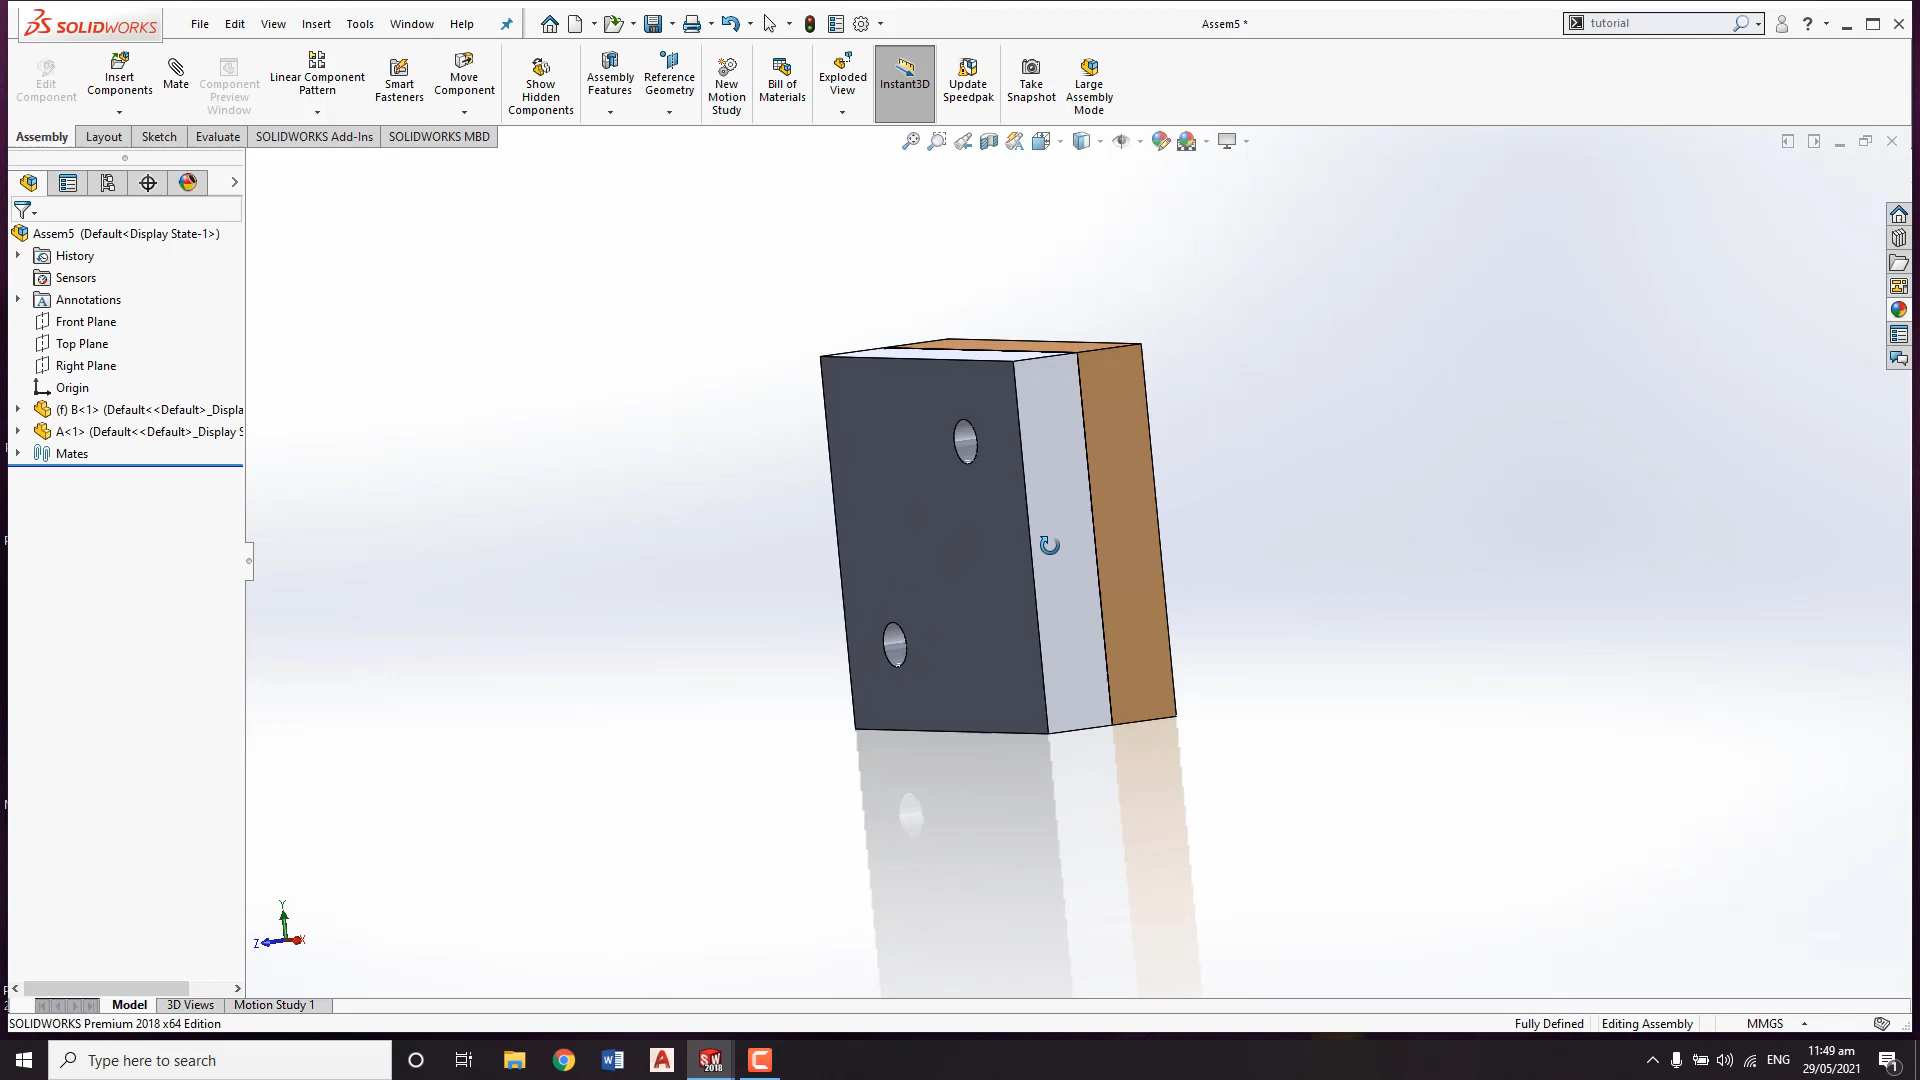 SOLIDWORKS File Edit View Insert Tools Window Help Assem5 * tutorial ?
Edit Component
Insert Components
Mate
Component Preview Window
Linear Component Pattern
Smart Fasteners
Move Component
Show Hidden Components
Assembly Features
Reference Geometry
New Motion Study
Bill of Materials
Exploded View
Instant3D
Update Speedpak
Take Snapshot
Large Assembly Mode
Assembly Layout Sketch Evaluate SOLIDWORKS Add-Ins SOLIDWORKS MBD
Assem5 (Default<Display State-1>)
History
Sensors
A Annotations
Front Plane
Top Plane
Right Plane
Origin
(f) B<1> (Default<<Default>_Displa
A<1> (Default<<Default>_Display S
Mates
Y
Z X
Model 3D Views Motion Study 1
SOLIDWORKS Premium 2018 x64 Edition Fully Defined Editing Assembly MMGS
Type here to search W A SW 2018 C ENG 11:49 am
29/05/2021 1